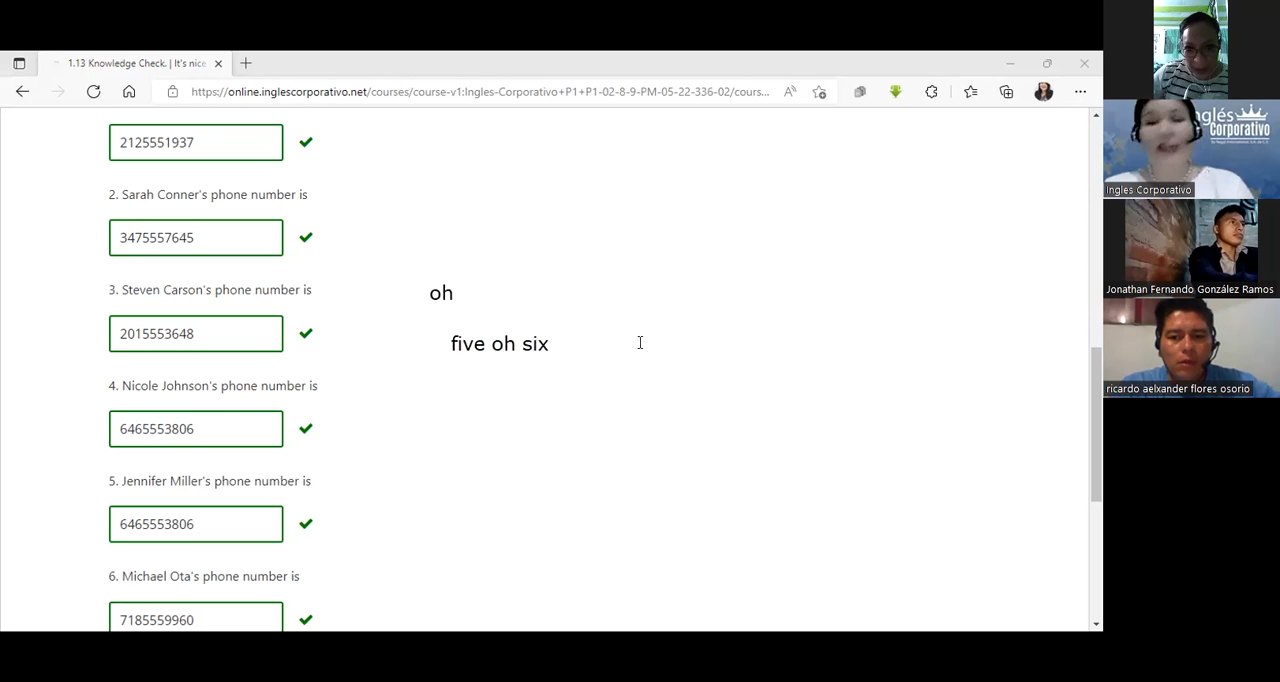 1.13 Knowledge Check. | It's nice
https://online.inglescorporativo.net/courses/course-v1:Ingles-Corporativo+P1+P1-02-8-9-PM-05-22-336-02/cours...
2125551937
2. Sarah Conner's phone number is
3475557645
3. Steven Carson's phone number is
oh
2015553648
five oh six
4. Nicole Johnson's phone number is
6465553806
5. Jennifer Miller's phone number is
6465553806
6. Michael Ota's phone number is
7185559960
nglés
Corporativo
Ingles Corporativo
Jonathan Fernando González Ramos
ricardo aelxander flores osorio